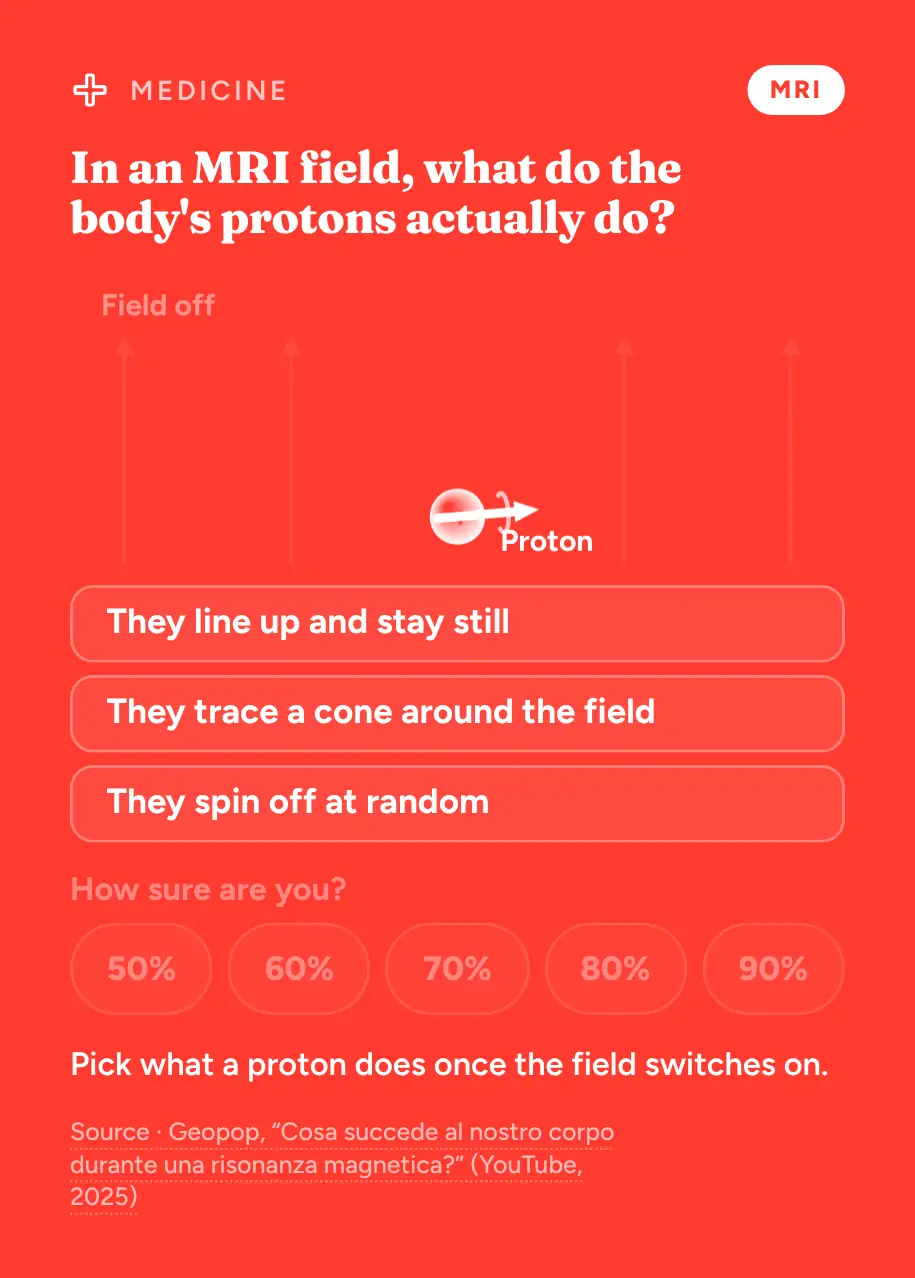 MEDICINE
MRI
In an MRI field, what do the
body's protons actually do?
Field off
Proton
They line up and stay still
They trace a cone around the field
They spin off at random
How sure are you?
50% 60% 70% 80% 90%
Pick what a proton does once the field switches on.
Source · Geopop, “Cosa succede al nostro corpo
durante una risonanza magnetica?” (YouTube,
2025)